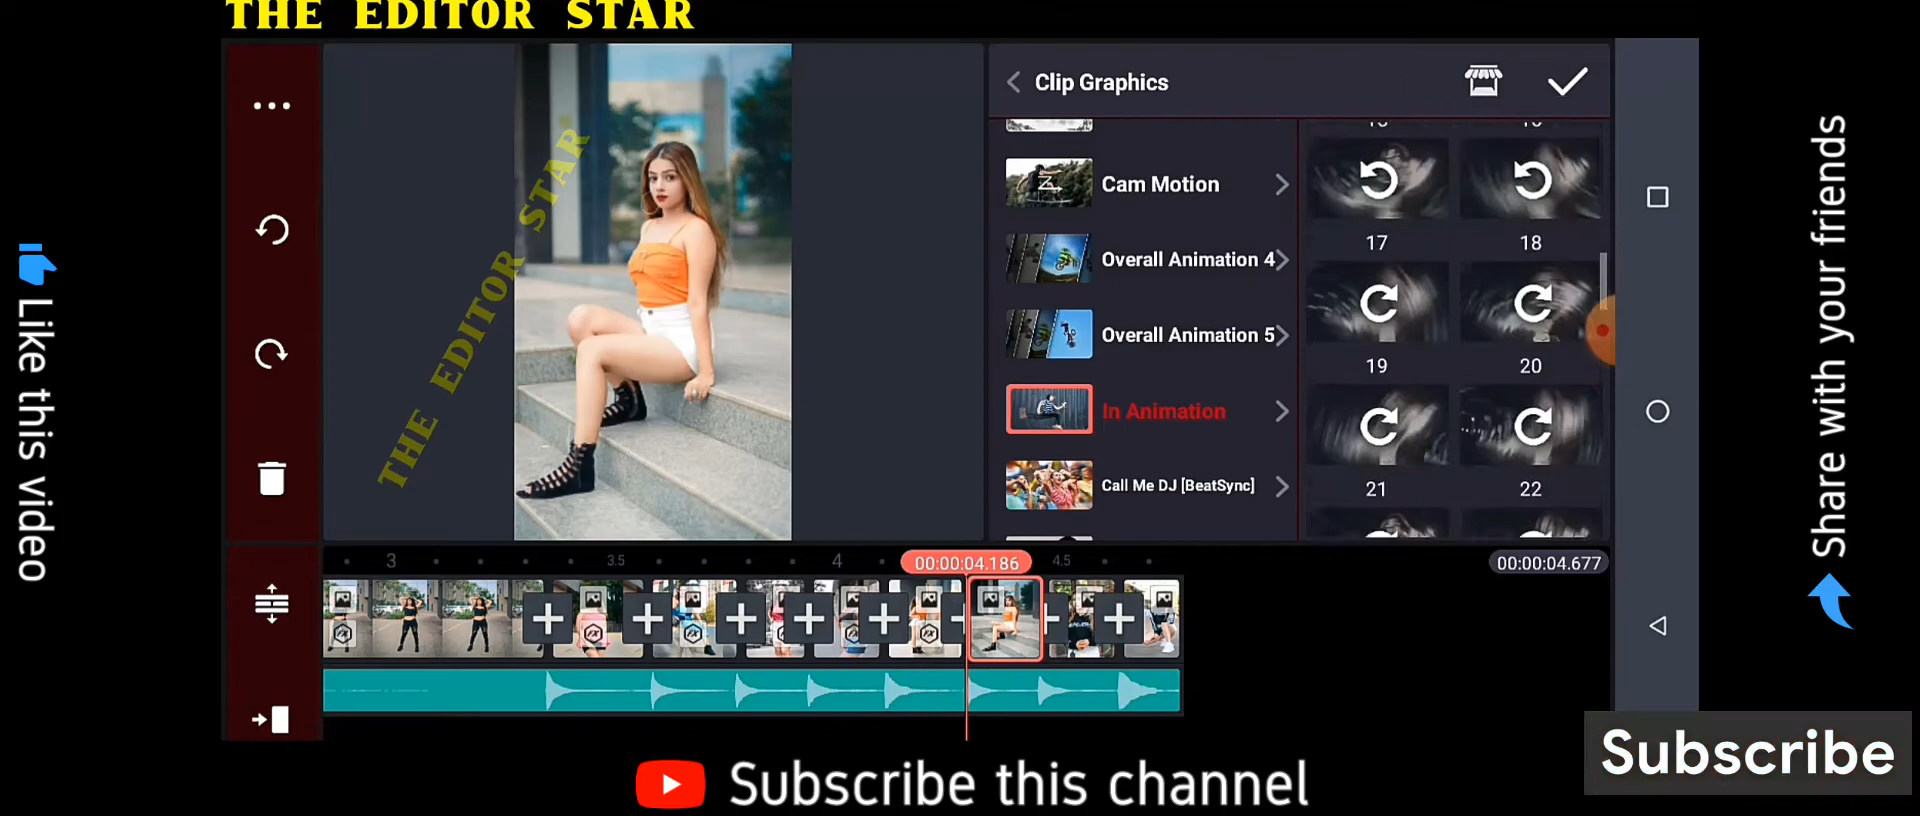 THE EDITOR STAR
Clip Graphics
Cam Motion
Overall Animation 4
Overall Animation 5
In Animation
Call Me DJ [BeatSync]
17
18
19
20
21
22
THE EDITOR STAR
3
3.5
4
00:00:04.186
4.5
00:00:04.677
Like this video
Share with your friends
Subscribe this channel
Subscribe